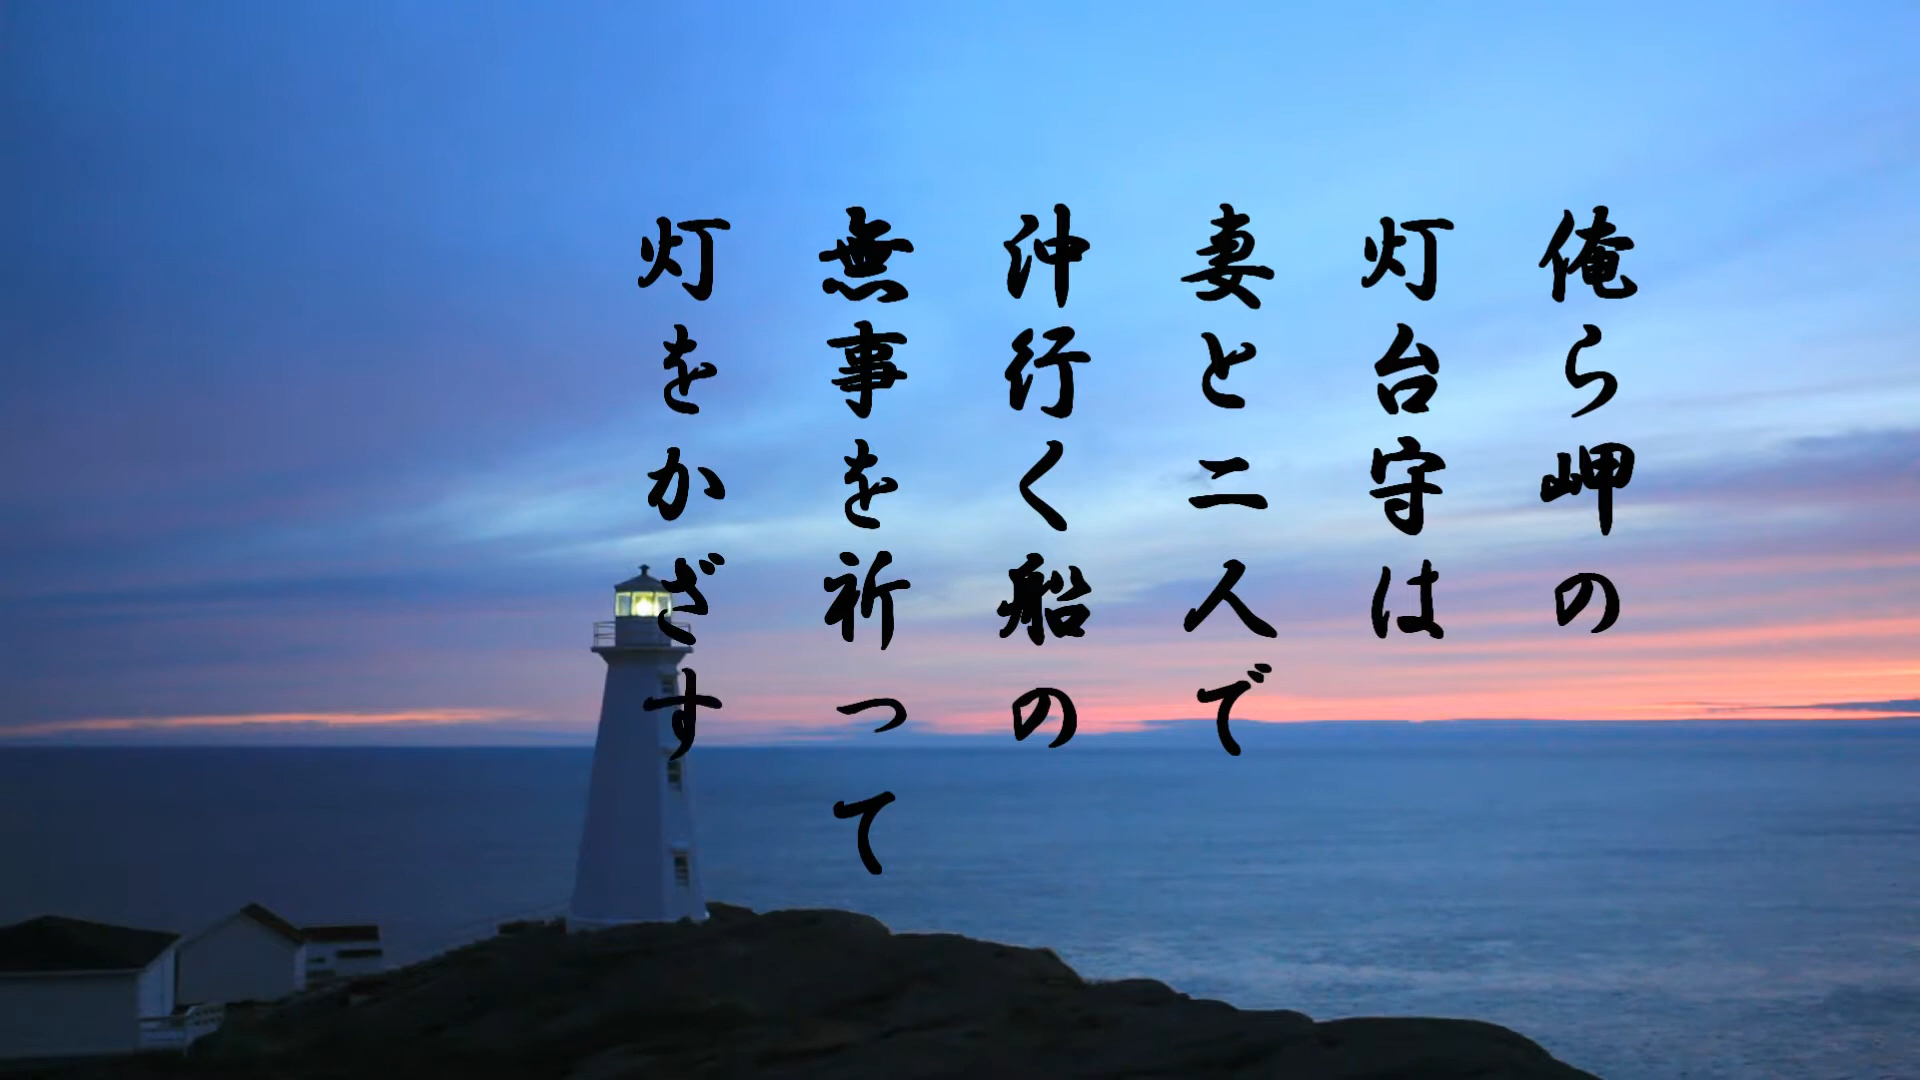 俺ら岬の
灯台守は
妻と二人で
沖行く船の
無事を祈って
灯をかざす